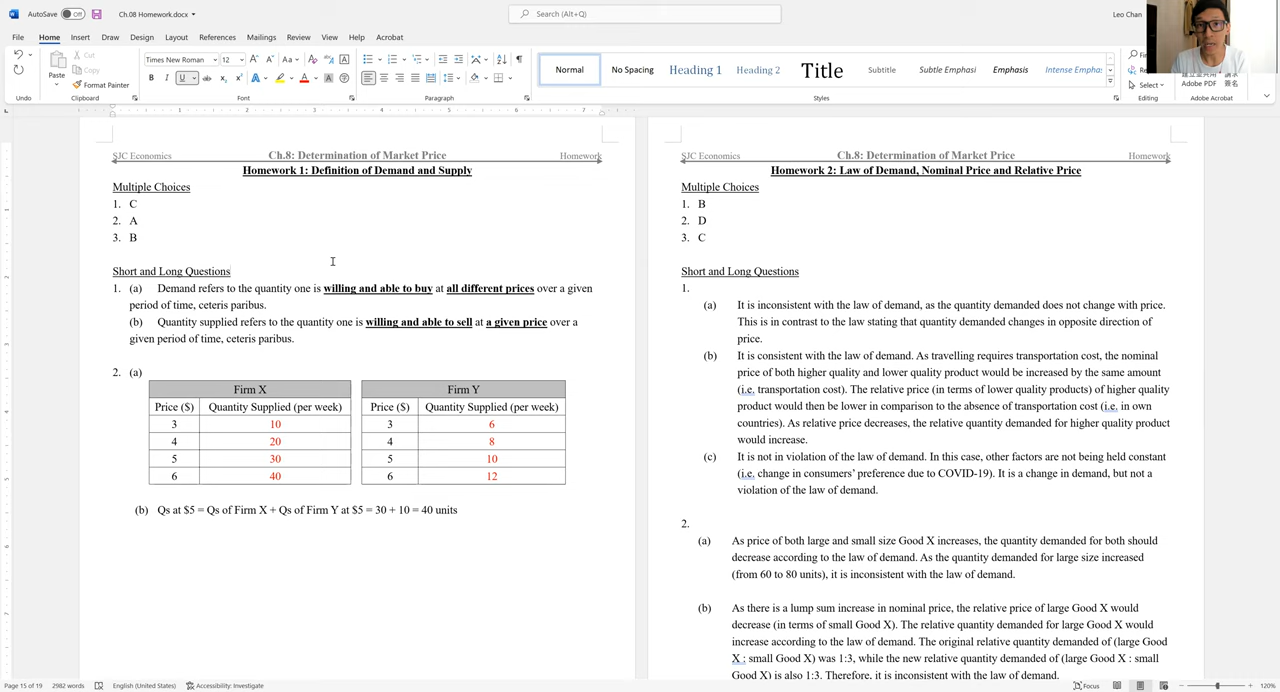 AutoSave Off Ch.08 Homework.docx Search (Alt+Q) Leo Chan
File Home Insert Draw Design Layout References Mailings Review View Help Acrobat
Cut
Copy
Paste Format Painter
Times New Roman 12
Normal No Spacing Heading 1 Heading 2 Title Subtitle Subtle Emphasi Emphasis Intense Empha
Select
Adobe PDF 簽名
Undo Clipboard Font Paragraph Styles Editing Adobe Acrobat
SJC Economics Ch.8: Determination of Market Price Homework
Homework 1: Definition of Demand and Supply
Multiple Choices
1. C
2. A
3. B
Short and Long Questions
1. (a) Demand refers to the quantity one is willing and able to buy at all different prices over a given
period of time, ceteris paribus.
(b) Quantity supplied refers to the quantity one is willing and able to sell at a given price over a
given period of time, ceteris paribus.
2. (a)
Firm X Firm Y
Price ($) Quantity Supplied (per week) Price ($) Quantity Supplied (per week)
3 10 3 6
4 20 4 8
5 30 5 10
6 40 6 12
(b) Qs at $5 = Qs of Firm X + Qs of Firm Y at $5 = 30 + 10 = 40 units
SJC Economics Ch.8: Determination of Market Price Homework
Homework 2: Law of Demand, Nominal Price and Relative Price
Multiple Choices
1. B
2. D
3. C
Short and Long Questions
1.
(a) It is inconsistent with the law of demand, as the quantity demanded does not change with price.
This is in contrast to the law stating that quantity demanded changes in opposite direction of
price.
(b) It is consistent with the law of demand. As travelling requires transportation cost, the nominal
price of both higher quality and lower quality product would be increased by the same amount
(i.e. transportation cost). The relative price (in terms of lower quality products) of higher quality
product would then be lower in comparison to the absence of transportation cost (i.e. in own
countries). As relative price decreases, the relative quantity demanded for higher quality product
would increase.
(c) It is not in violation of the law of demand. In this case, other factors are not being held constant
(i.e. change in consumers' preference due to COVID-19). It is a change in demand, but not a
violation of the law of demand.
2.
(a) As price of both large and small size Good X increases, the quantity demanded for both should
decrease according to the law of demand. As the quantity demanded for large size increased
(from 60 to 80 units), it is inconsistent with the law of demand.
(b) As there is a lump sum increase in nominal price, the relative price of large Good X would
decrease (in terms of small Good X). The relative quantity demanded for large Good X would
increase according to the law of demand. The original relative quantity demanded of (large Good
X : small Good X) was 1:3, while the new relative quantity demanded of (large Good X : small
Good X) is also 1:3. Therefore, it is inconsistent with the law of demand.
Page 15 of 19 2982 words English (United States) Accessibility: Investigate Focus 120%